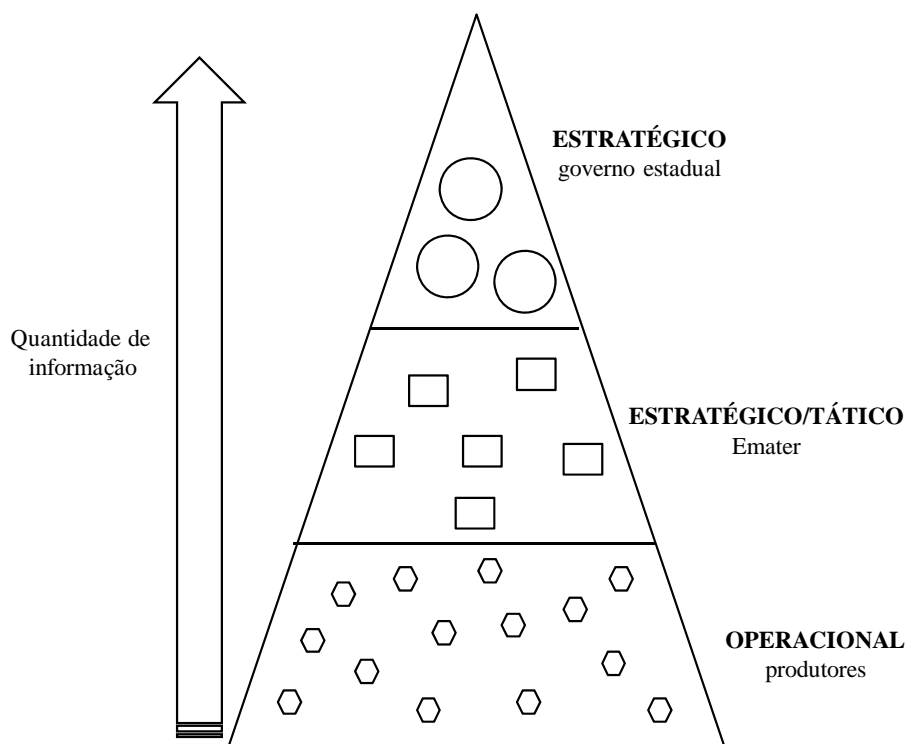 ESTRATÉGICO
governo estadual
Quantidade de
informação
ESTRATÉGICO/TÁTICO
Emater
OPERACIONAL
produtores